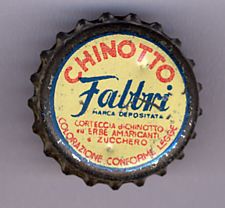 CHINOTTO
Fabbri
MARCA DEPOSITATA
CORTECCIA di CHINOTTO
ed ERBE AMARICANTI
e ZUCCHERO
COLORAZIONE CONFORME LEGGE